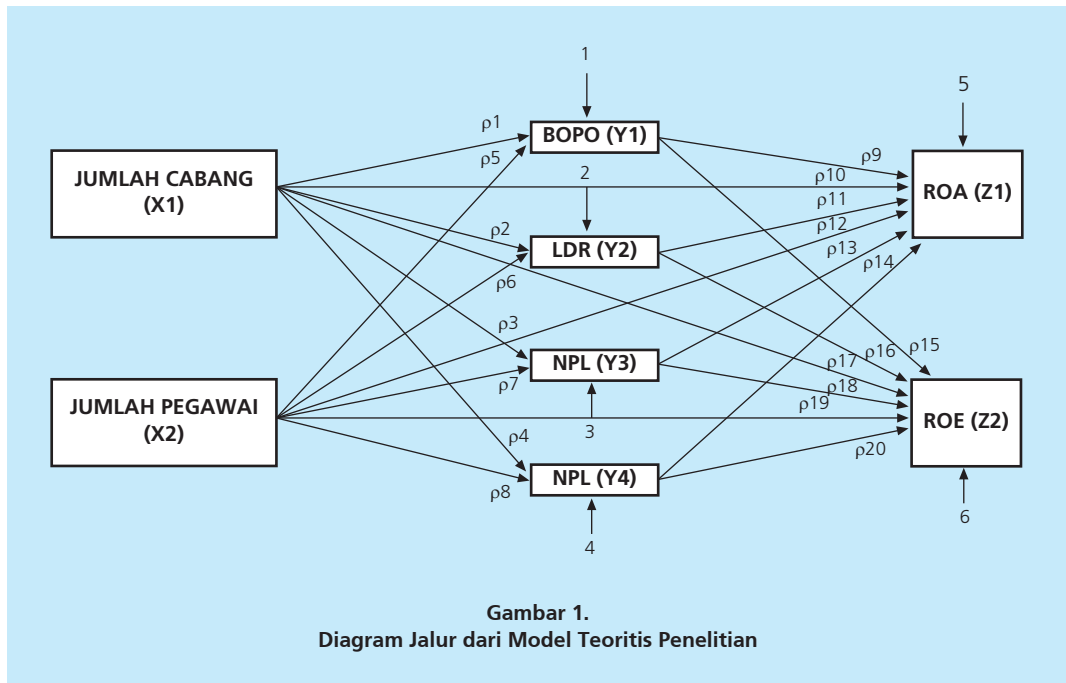 1
5
ρ1
BOPO (Y1)
ρ5
ρ9
JUMLAH CABANG
(X1)
2
ρ10
ROA (Z1)
ρ11
ρ2
ρ12
LDR (Y2)
ρ13
ρ14
ρ6
ρ3
NPL (Y3)
ρ7
ρ17
ρ16
ρ15
ρ18
ρ19
JUMLAH PEGAWAI
(X2)
ρ4
3
ROE (Z2)
ρ20
NPL (Y4)
ρ8
4
6
Gambar 1.
Diagram Jalur dari Model Teoritis Penelitian